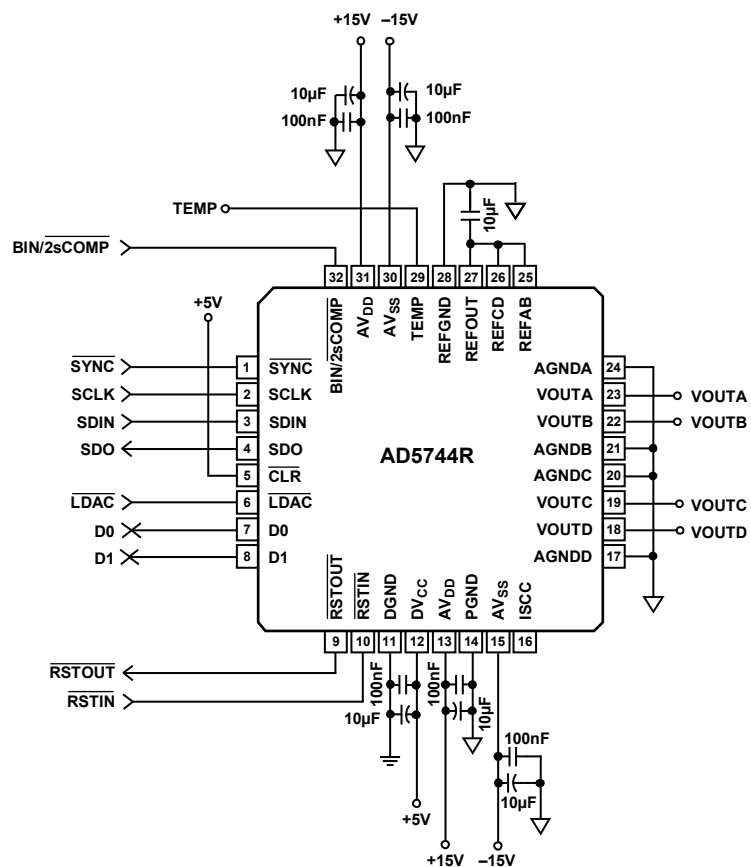 +15V –15V
10µF 10µF
100nF 100nF
TEMP
10µF
BIN/2sCOMP
+5V
32 31 30 29 28 27 26 25
BIN/2sCOMP
AVDD
AVSS
TEMP
REFGND
REFOUT
REFCD
REFAB
SYNC 1 SYNC
SCLK 2 SCLK
SDIN 3 SDIN
SDO 4 SDO
5 CLR
LDAC 6 LDAC
D0 7 D0
D1 8 D1
AD5744R
AGNDA 24
VOUTA 23 VOUTA
VOUTB 22 VOUTB
AGNDB 21
AGNDC 20
VOUTC 19 VOUTC
VOUTD 18 VOUTD
AGNDD 17
RSTOUT
RSTIN
DGND
DVCC
AVDD
PGND
AVSS
ISCC
9 10 11 12 13 14 15 16
RSTOUT
RSTIN
100nF
10µF
100nF
10µF
100nF
10µF
+5V
+15V –15V